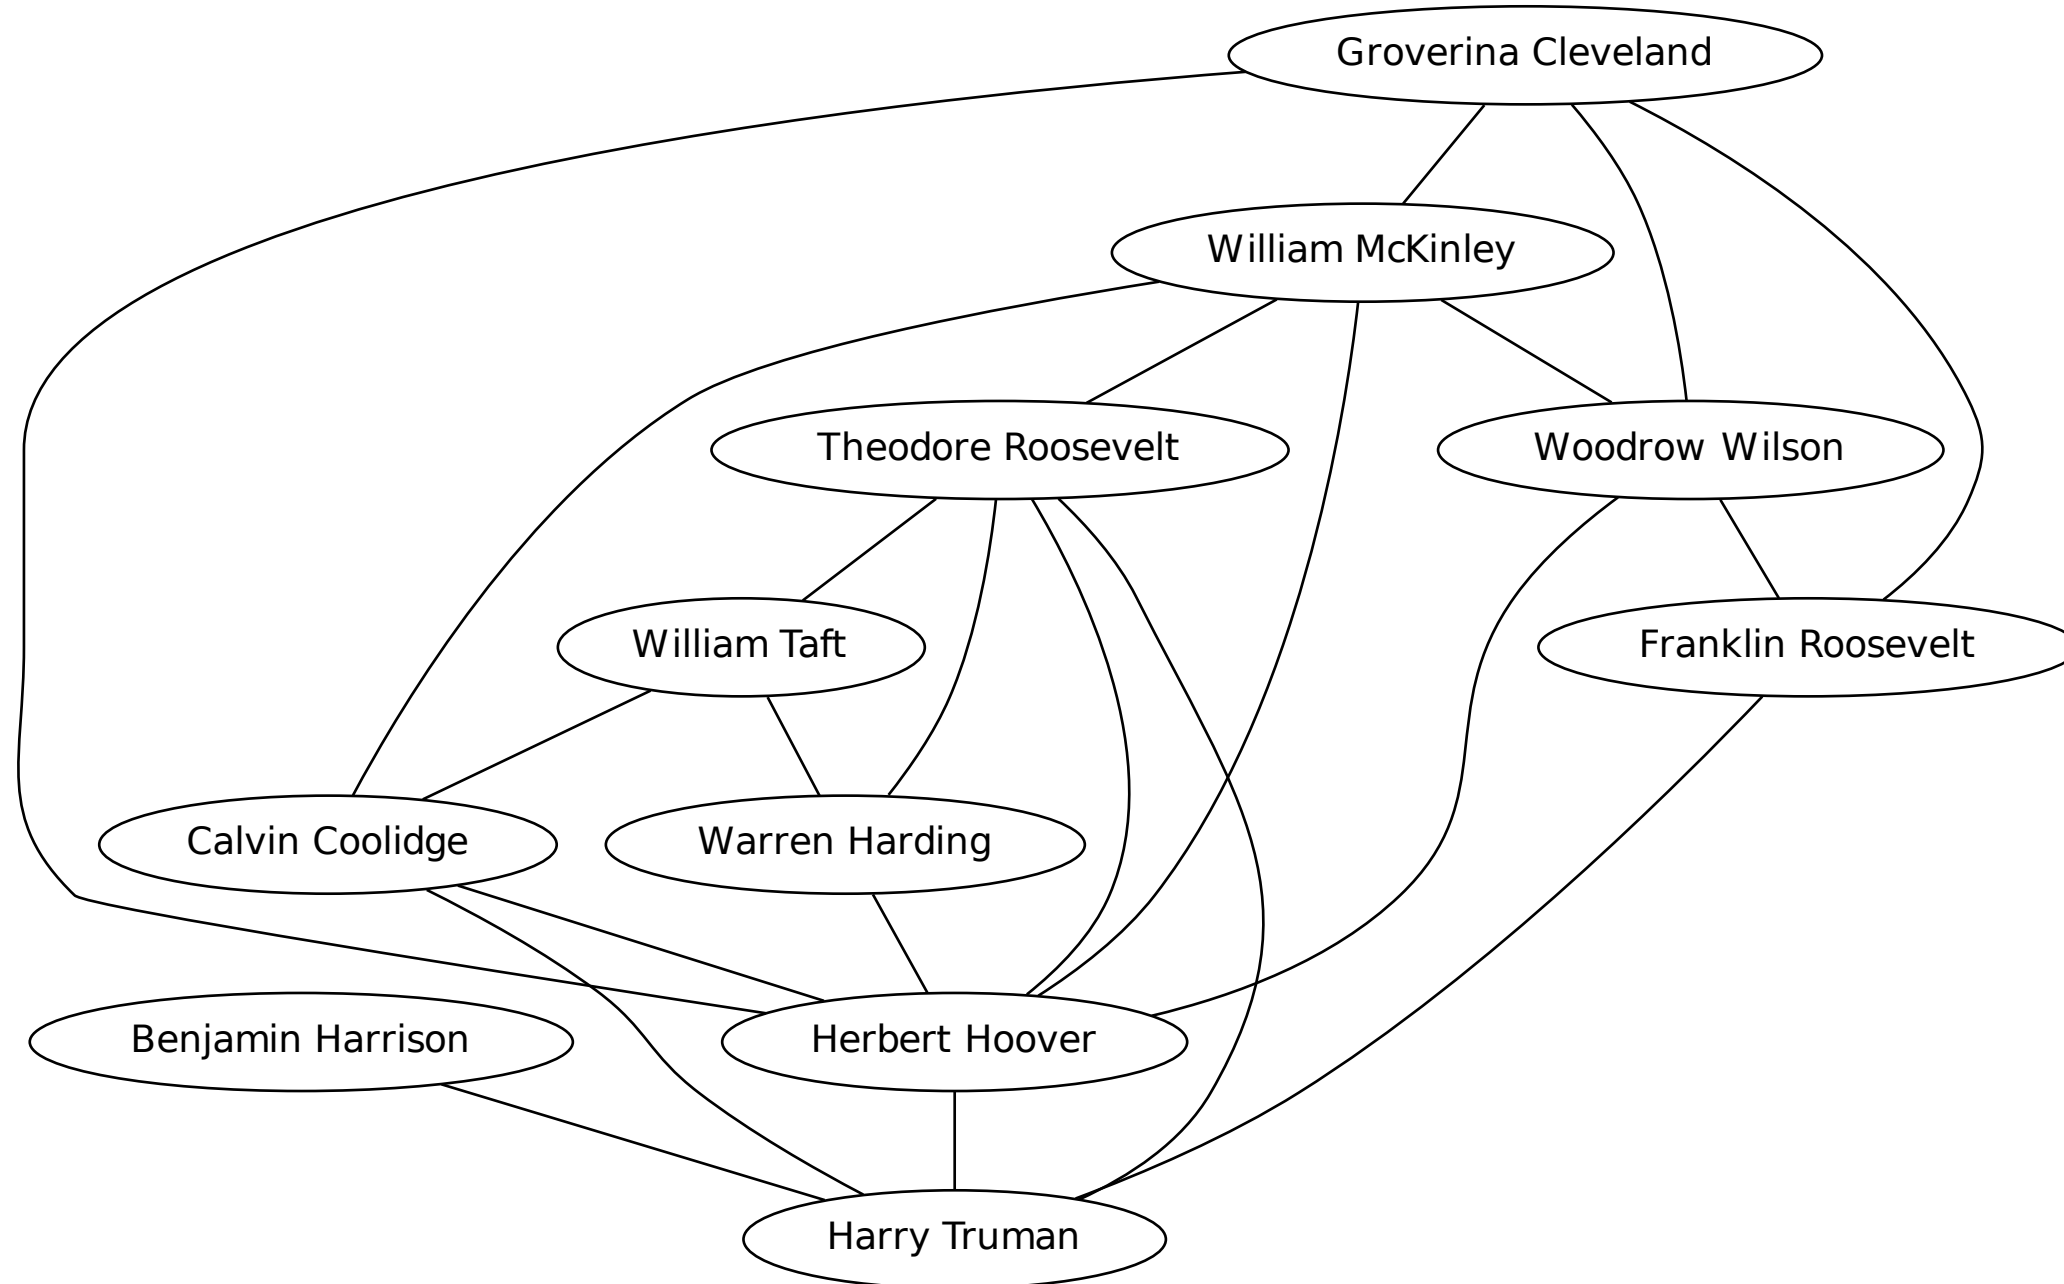 Groverina Cleveland
William McKinley
Theodore Roosevelt
Woodrow Wilson
William Taft
Franklin Roosevelt
Calvin Coolidge
Warren Harding
Benjamin Harrison
Herbert Hoover
Harry Truman